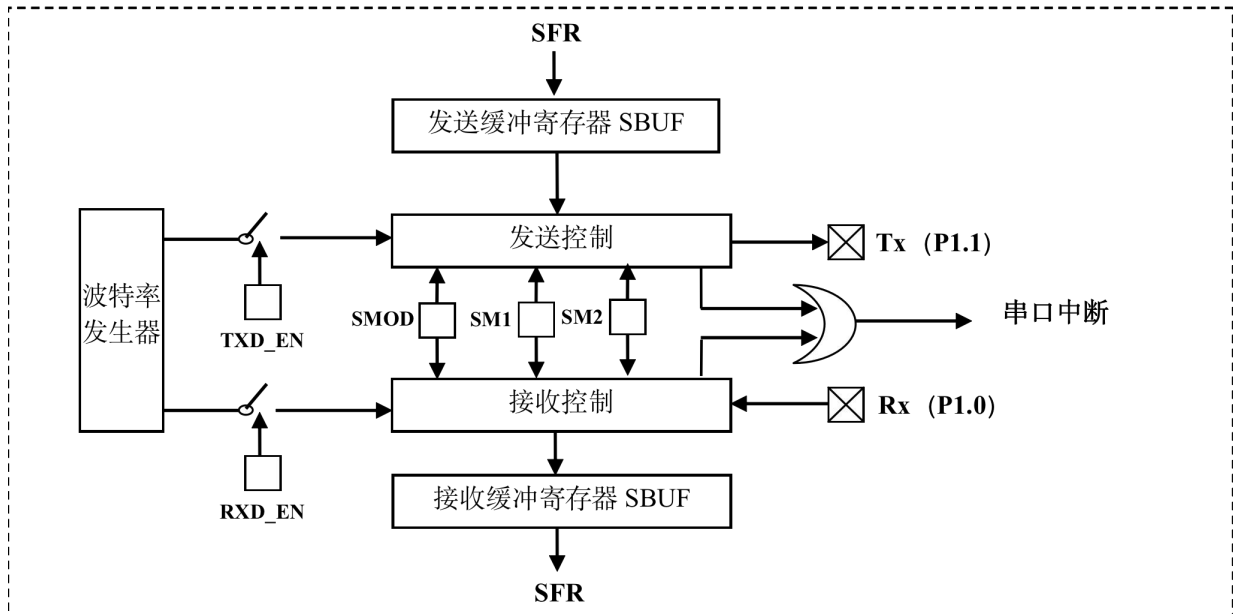 SFR
发送缓冲寄存器 SBUF
发送控制
Tx（P1.1）
波特率
发生器
TXD_EN
SMOD
SM1
SM2
串口中断
接收控制
Rx（P1.0）
RXD_EN
接收缓冲寄存器 SBUF
SFR